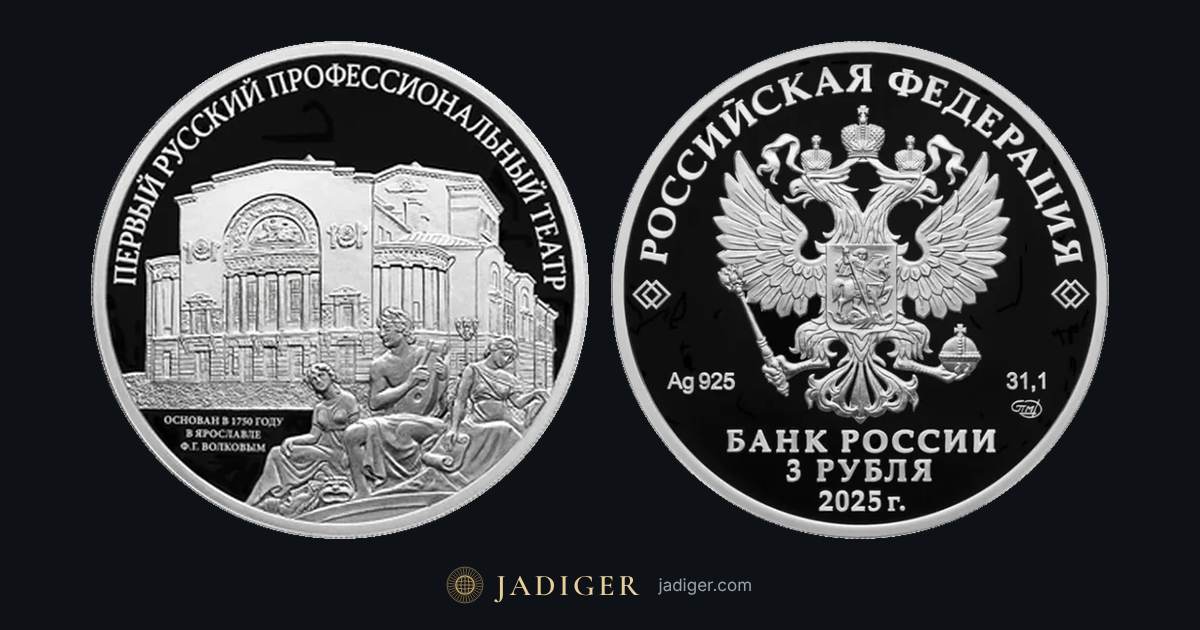 ПЕРВЫЙ РУССКИЙ ПРОФЕССИОНАЛЬНЫЙ ТЕАТР
ОСНОВАН В 1750 ГОДУ
В ЯРОСЛАВЛЕ
Ф.Г. ВОЛКОВЫМ
РОССИЙСКАЯ ФЕДЕРАЦИЯ
Ag 925
31,1
БАНК РОССИИ
3 РУБЛЯ
2025 г.
JADIGER
jadiger.com